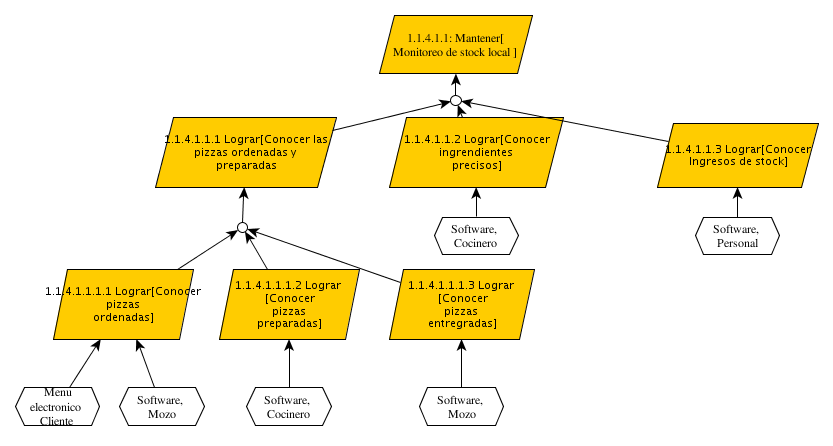 1.1.4.1.1: Mantener[
Monitoreo de stock local ]
1.1.4.1.1.1 Lograr[Conocer las
pizzas ordenadas y
preparadas
1.1.4.1.1.2 Lograr[Conocer
ingrendientes
precisos]
1.1.4.1.1.3 Lograr[Conocer
Ingresos de stock]
Software,
Cocinero
Software,
Personal
1.1.4.1.1.1.1 Lograr[Conocer
pizzas
ordenadas]
1.1.4.1.1.1.2 Lograr
[Conocer
pizzas
preparadas]
1.1.4.1.1.1.3 Lograr
[Conocer
pizzas
entregradas]
Menu
electronico
Cliente
Software,
Mozo
Software,
Cocinero
Software,
Mozo